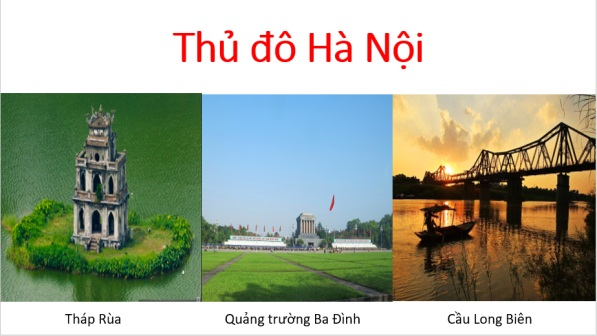 Thủ đô Hà Nội
Tháp Rùa
Quảng trường Ba Đình
Cầu Long Biên